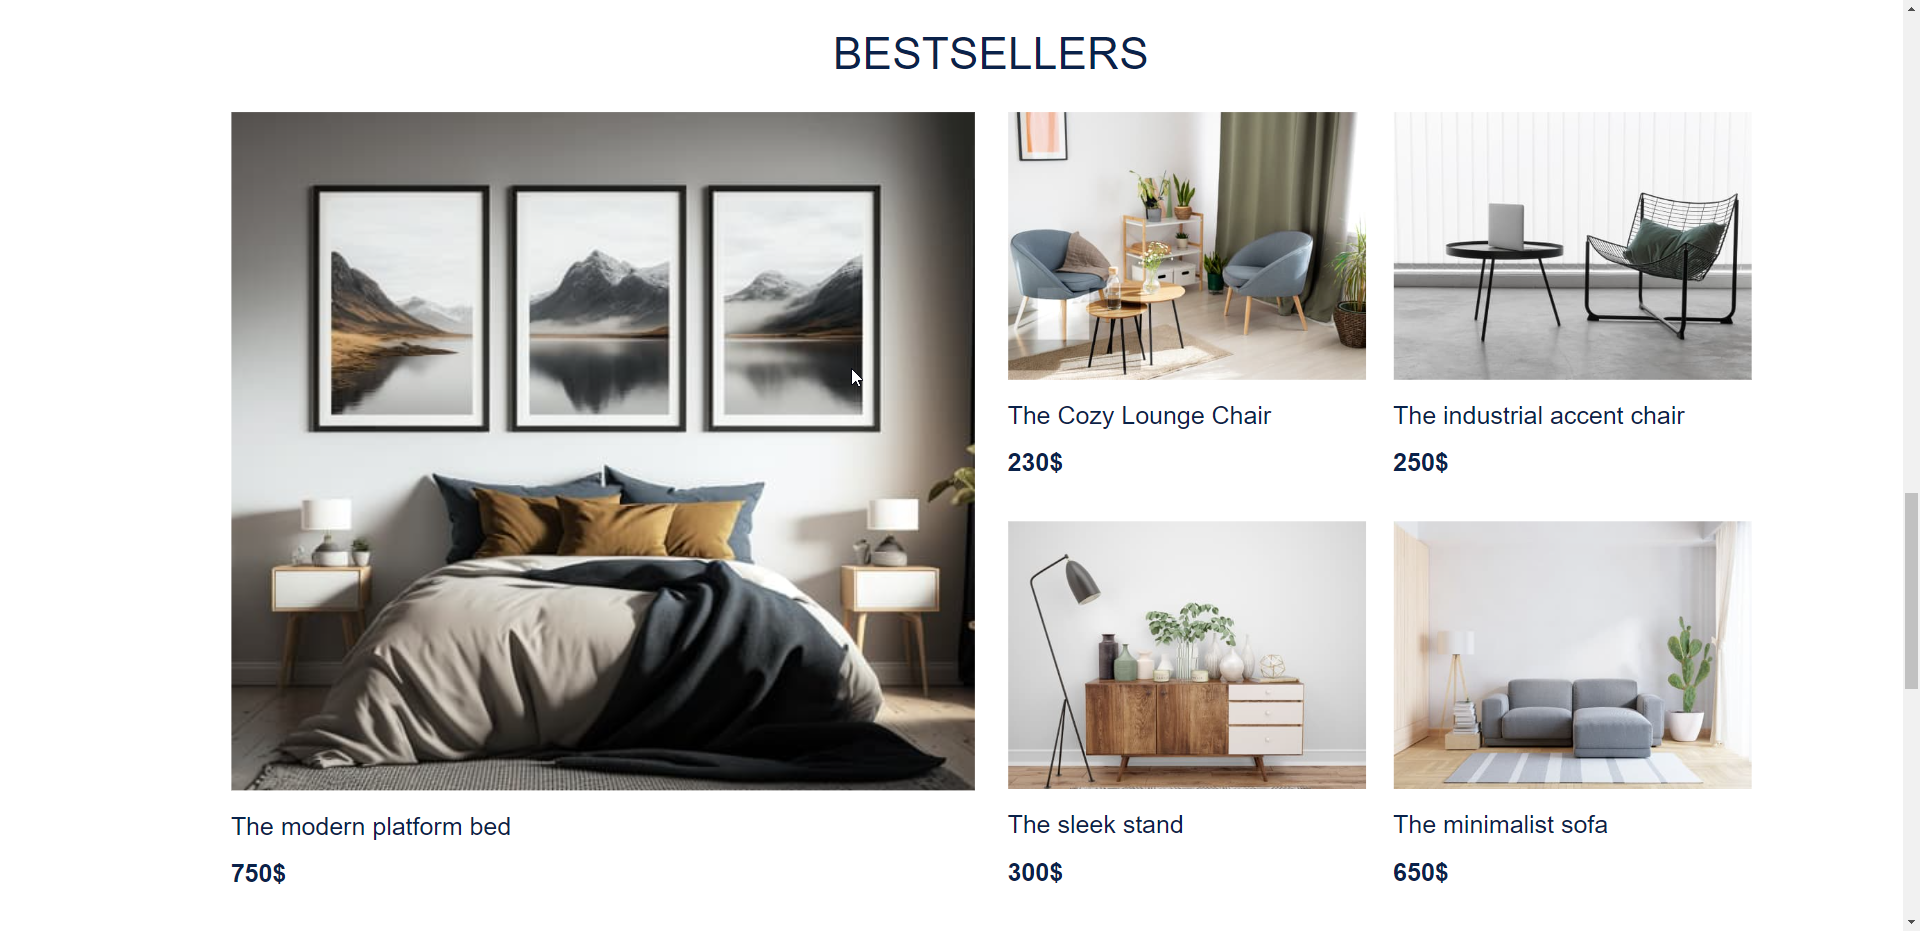 BESTSELLERS
The modern platform bed
750$
The Cozy Lounge Chair
230$
The industrial accent chair
250$
The sleek stand
300$
The minimalist sofa
650$